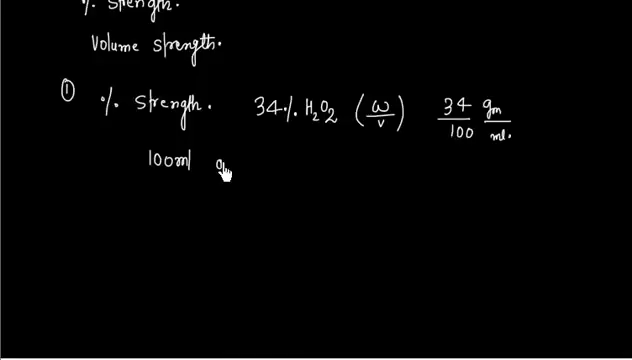 % Strength.
Volume Strength.
① % Strength. 34% H₂O₂ (w/v) 34/100 gm/ml.
100ml